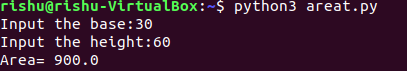 rishu@rishu-VirtualBox:~$ python3 areat.py
Input the base:30
Input the height:60
Area= 900.0